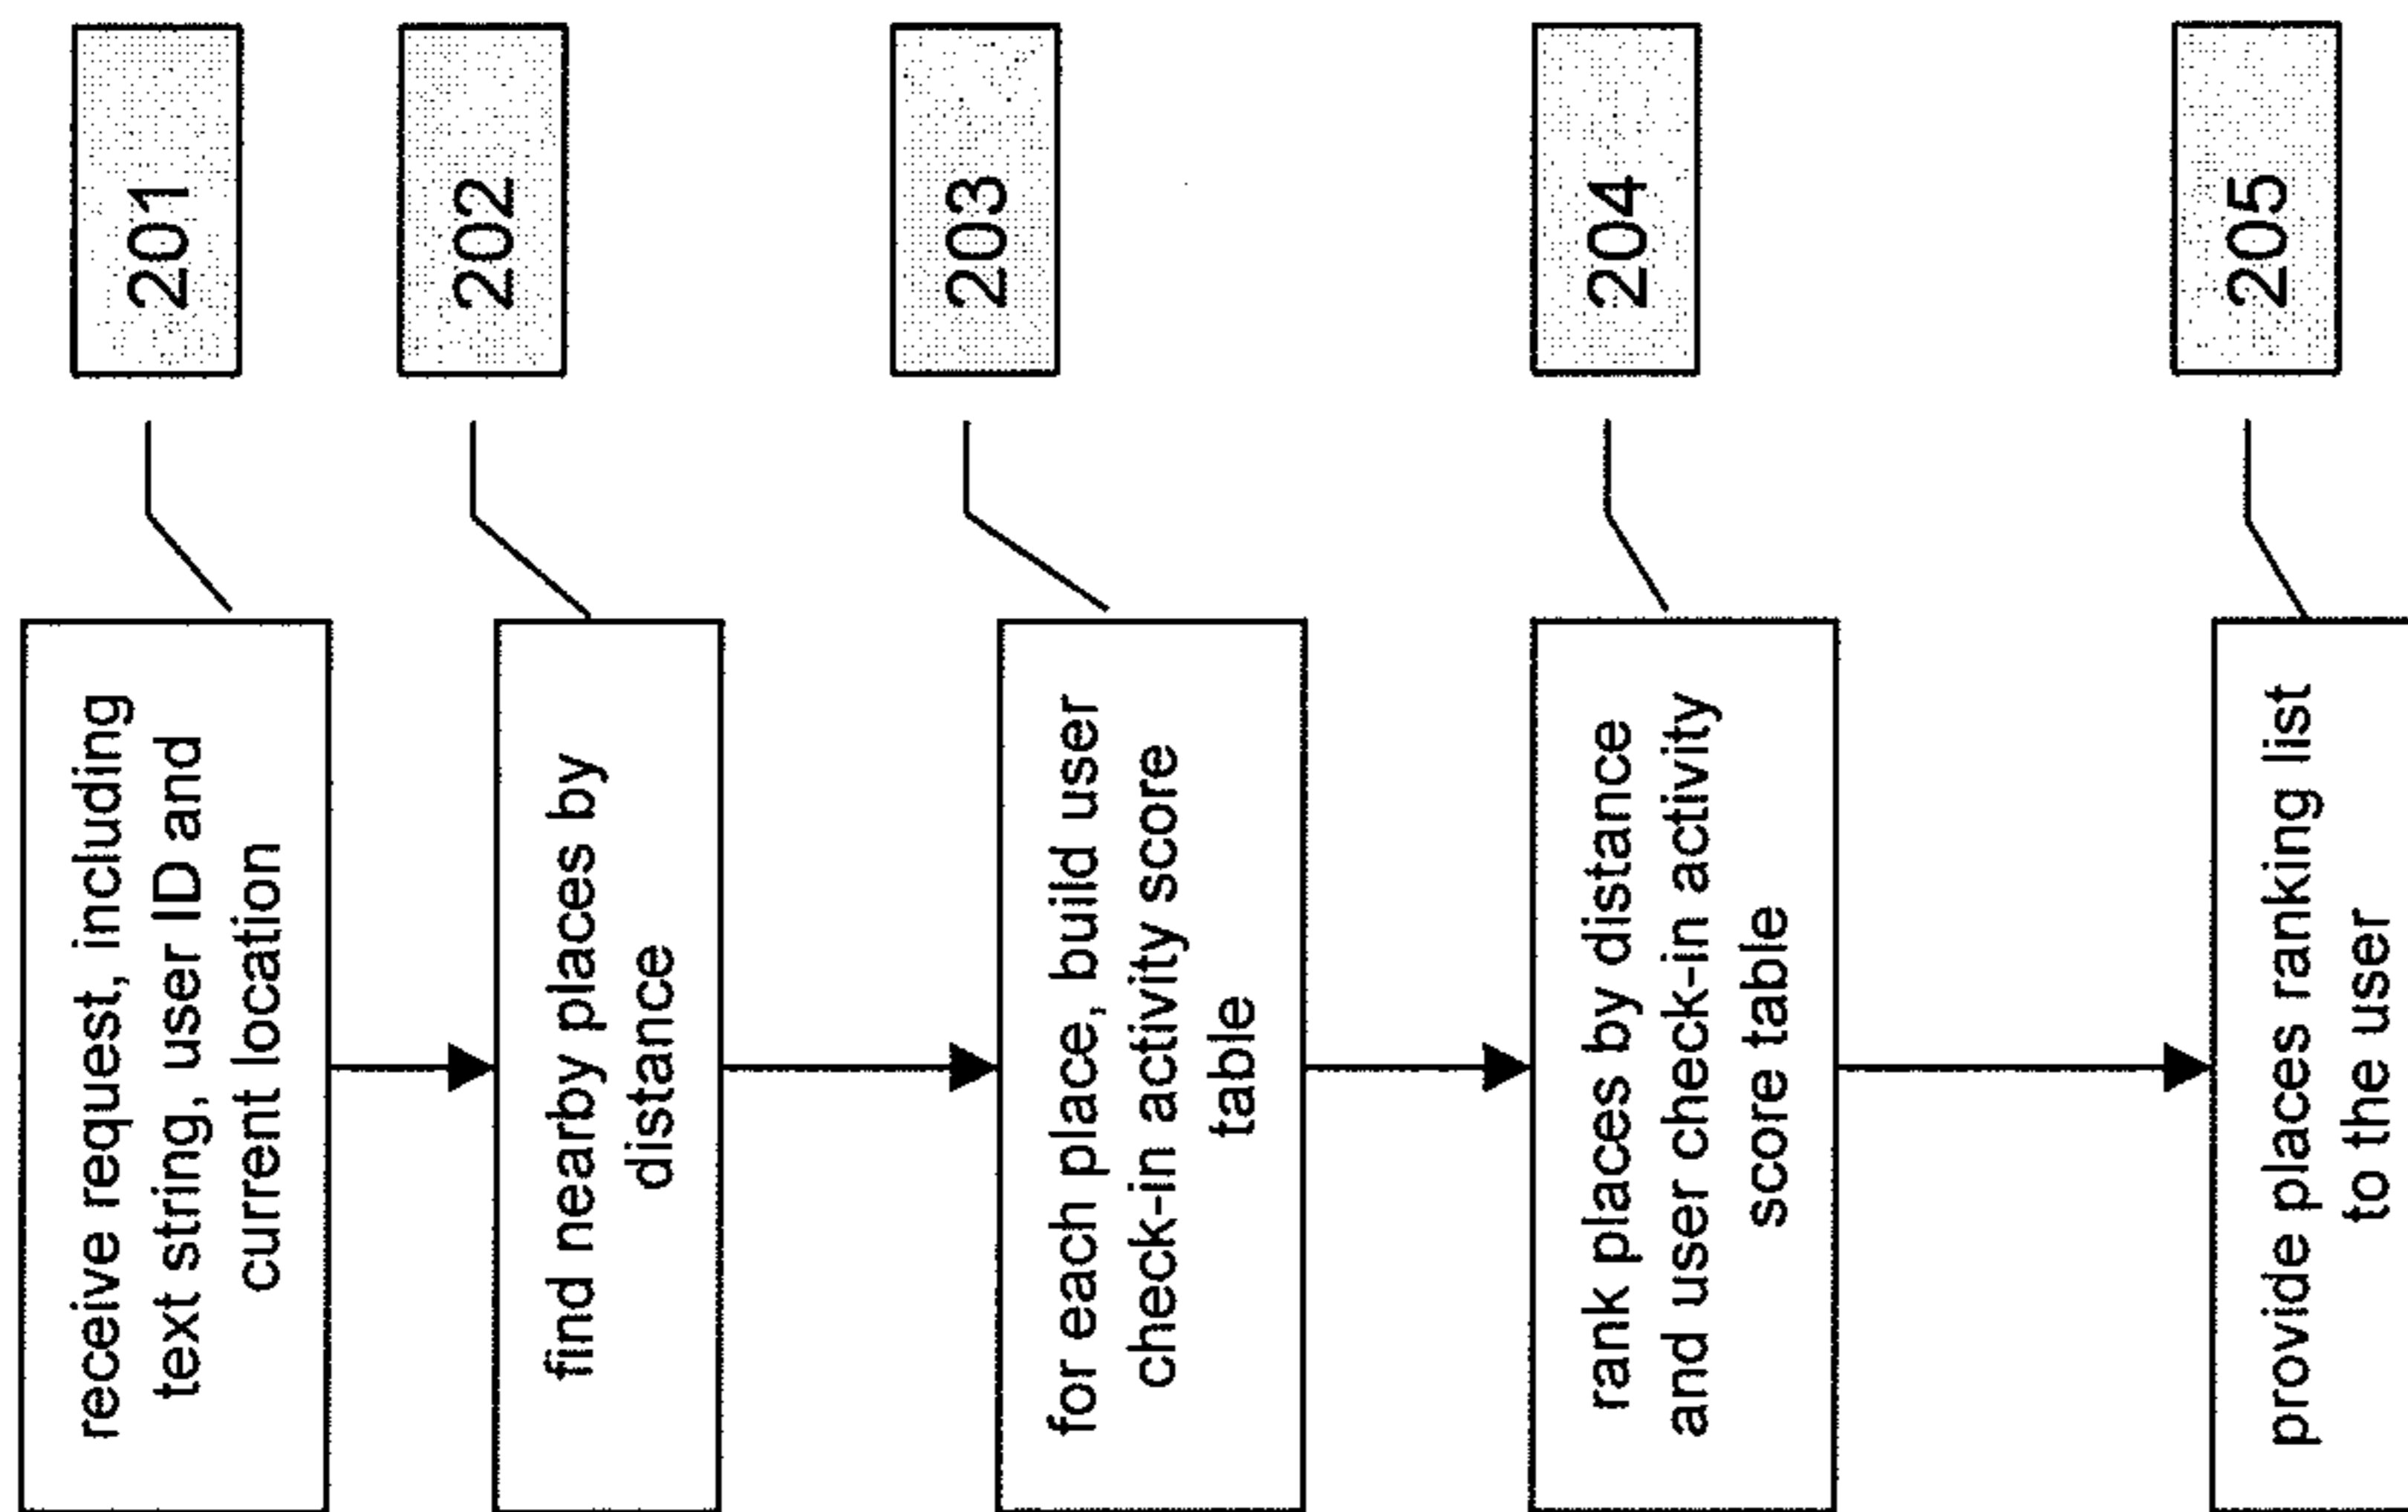 receive request, including
text string, user ID and
current location
201
find nearby places by
distance
202
for each place, build user
check-in activity score
table
203
rank places by distance
and user check-in activity
score table
204
provide places ranking list
to the user
205